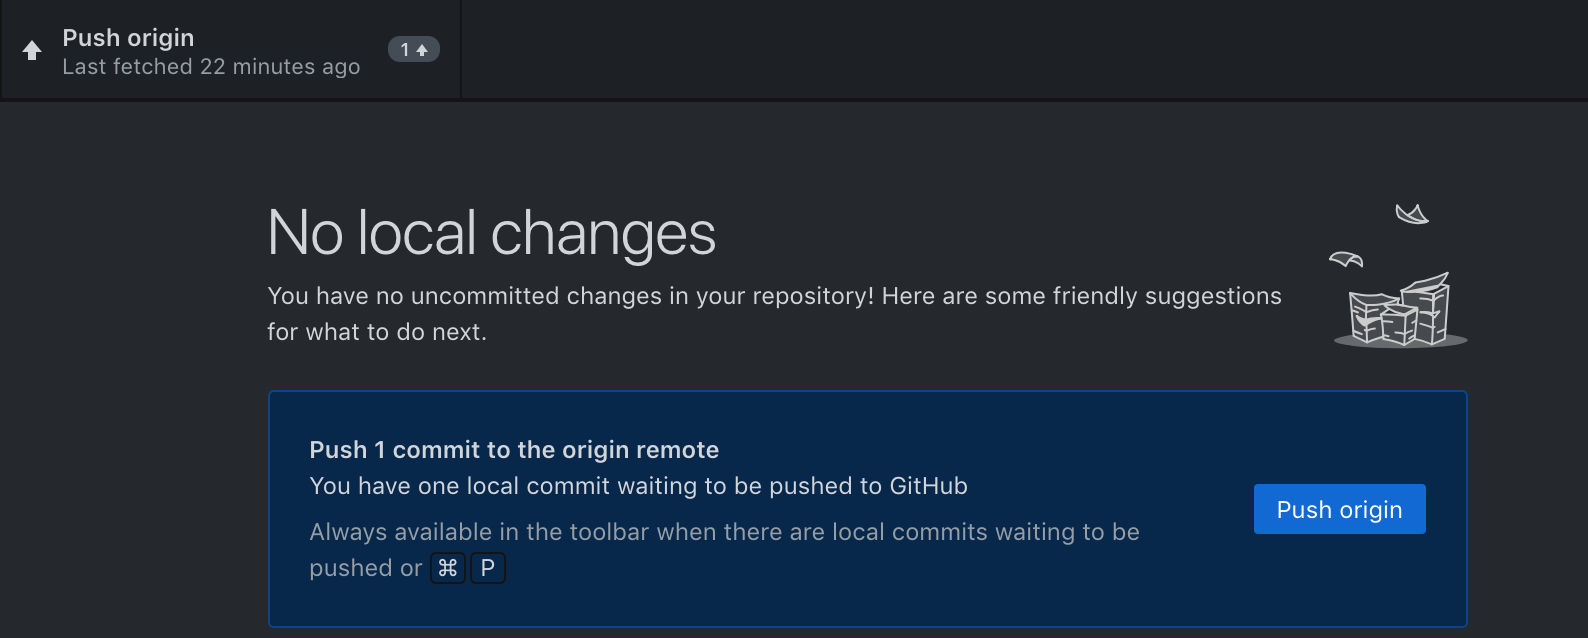 Push origin
Last fetched 22 minutes ago
1
No local changes
You have no uncommitted changes in your repository! Here are some friendly suggestions
for what to do next.
Push 1 commit to the origin remote
You have one local commit waiting to be pushed to GitHub
Push origin
Always available in the toolbar when there are local commits waiting to be
pushed or ⌘ P